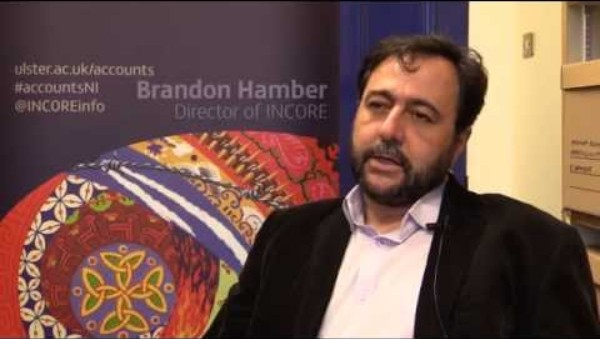 ulster.ac.uk/accounts
#accountsNI
@INCOREinfo
Brandon Hamber
Director of INCORE